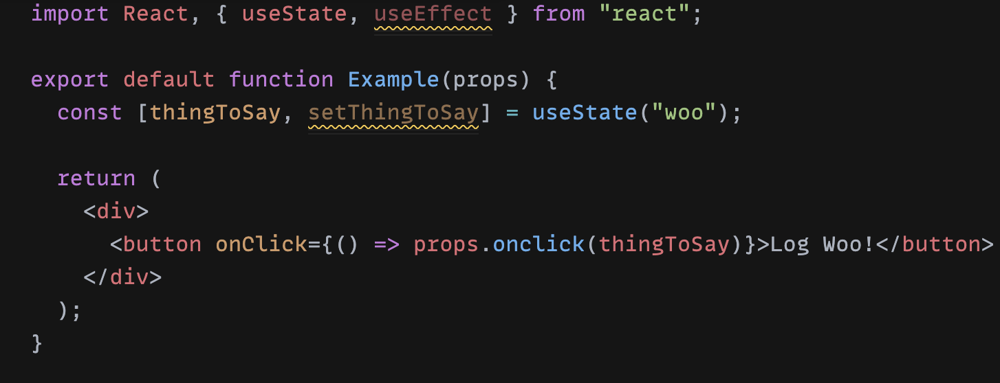 import React, { useState, useEffect } from "react";
export default function Example(props) {
const [thingToSay, setThingToSay] = useState("woo");
return (
<div>
<button onClick={() => props.onclick(thingToSay)}>Log Woo!</button>
</div>
);
}